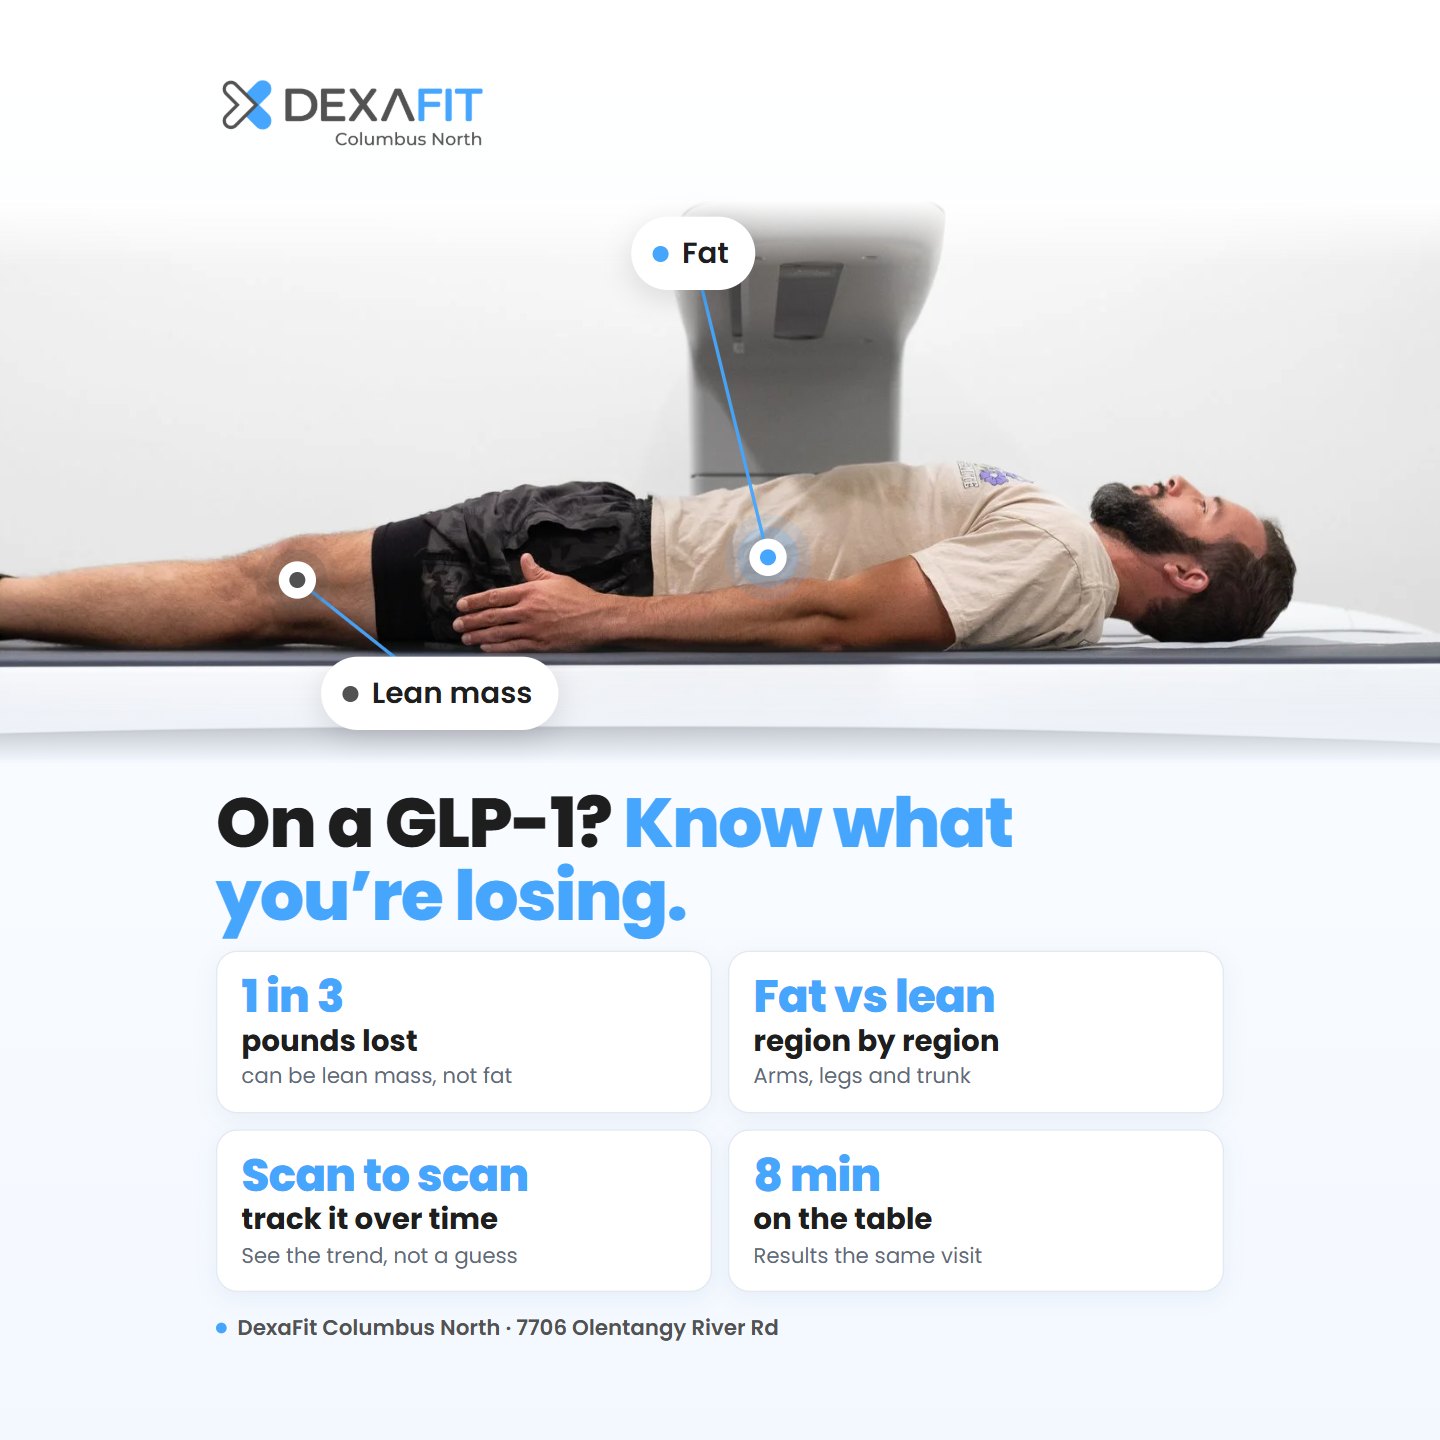 DEXAFIT
Columbus North
Fat
Lean mass
On a GLP-1? Know what
you’re losing.
1 in 3
pounds lost
can be lean mass, not fat
Fat vs lean
region by region
Arms, legs and trunk
Scan to scan
track it over time
See the trend, not a guess
8 min
on the table
Results the same visit
DexaFit Columbus North · 7706 Olentangy River Rd